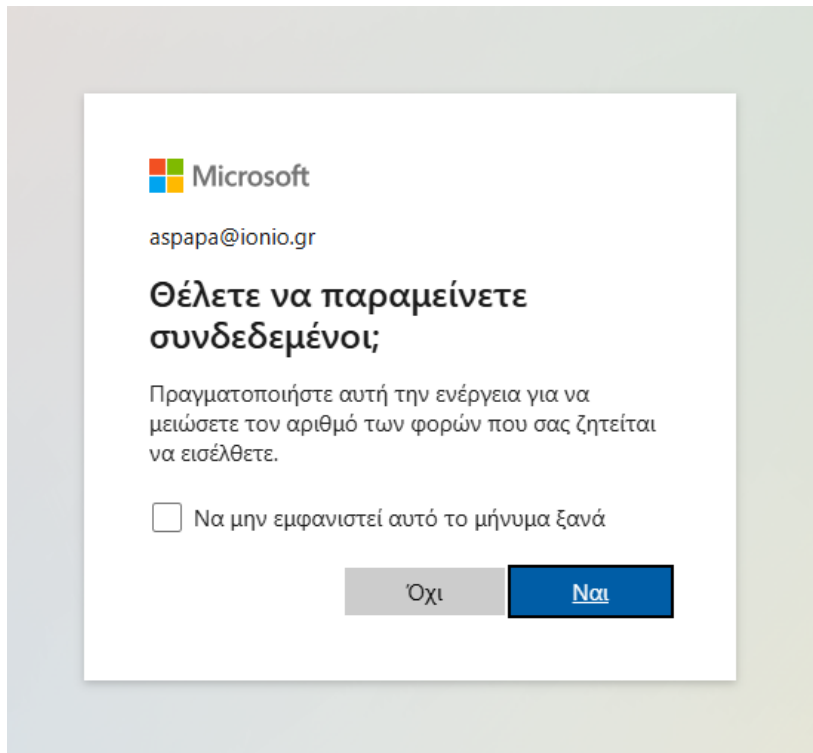 Microsoft
aspapa@ionio.gr
Θέλετε να παραμείνετε
συνδεδεμένοι;
Πραγματοποιήστε αυτή την ενέργεια για να
μειώσετε τον αριθμό των φορών που σας ζητείται
να εισέλθετε.
Να μην εμφανιστεί αυτό το μήνυμα ξανά
Όχι
Ναι